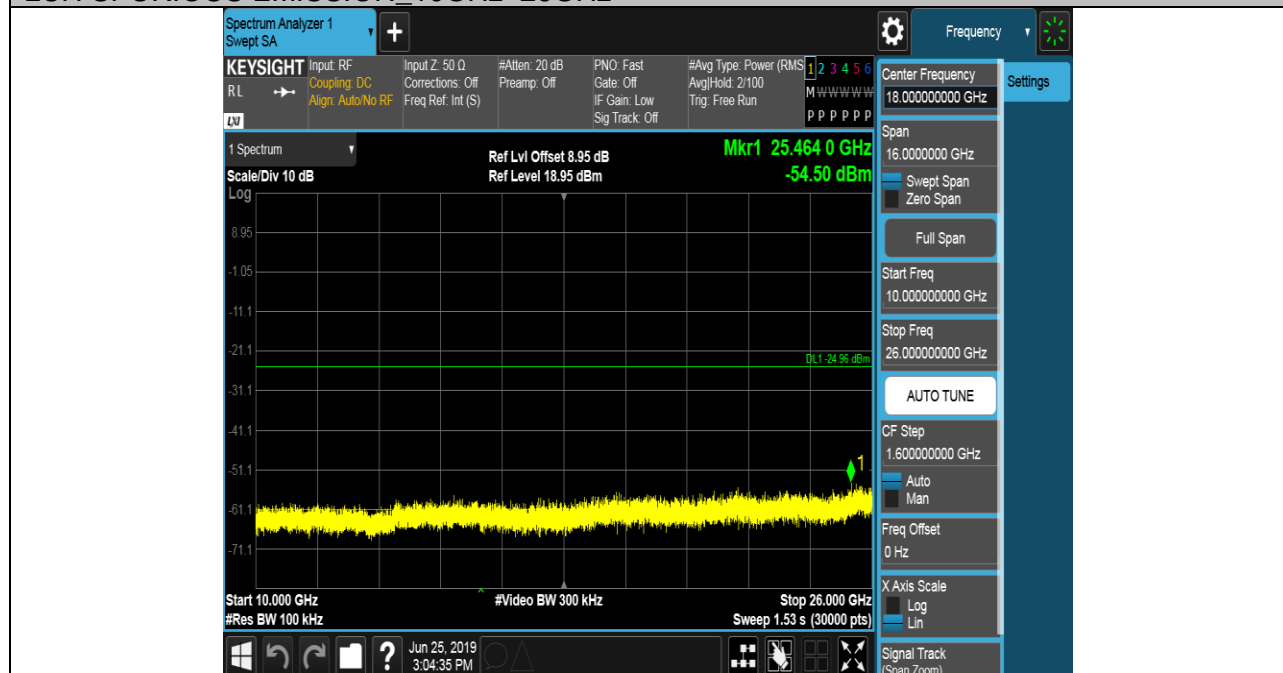 Spectrum Analyzer 1
Swept SA
+
Frequency
KEYSIGHT
RL
LXI
Input: RF
Coupling: DC
Align: Auto/No RF
Input Z: 50 Ω
Corrections: Off
Freq Ref: Int (S)
#Atten: 20 dB
Preamp: Off
PNO: Fast
Gate: Off
IF Gain: Low
Sig Track: Off
#Avg Type: Power (RMS
Avg|Hold: 2/100
Trig: Free Run
1 2 3 4 5 6
M W W W W W
P P P P P P
1 Spectrum
Scale/Div 10 dB
Log
Ref Lvl Offset 8.95 dB
Ref Level 18.95 dBm
Mkr1 25.464 0 GHz
-54.50 dBm
8.95
-1.05
-11.1
-21.1
DL1 -24.96 dBm
-31.1
-41.1
-51.1
1
-61.1
-71.1
Start 10.000 GHz
#Res BW 100 kHz
#Video BW 300 kHz
Stop 26.000 GHz
Sweep 1.53 s (30000 pts)
?
Jun 25, 2019
3:04:35 PM
Center Frequency
18.000000000 GHz
Settings
Span
16.0000000 GHz
Swept Span
Zero Span
Full Span
Start Freq
10.000000000 GHz
Stop Freq
26.000000000 GHz
AUTO TUNE
CF Step
1.600000000 GHz
Auto
Man
Freq Offset
0 Hz
X Axis Scale
Log
Lin
Signal Track
(Span Zoom)